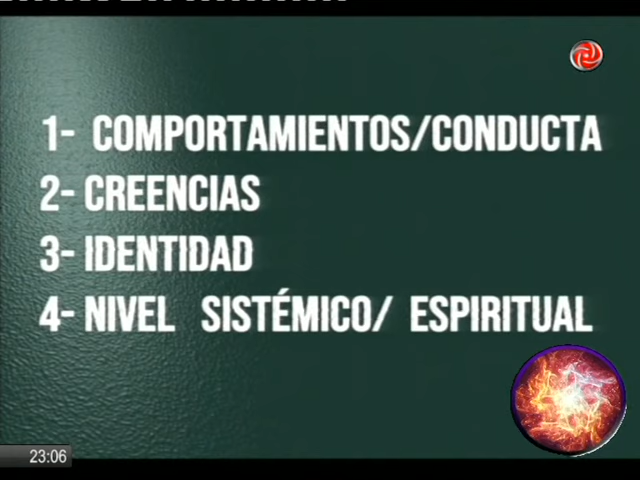 1- COMPORTAMIENTOS/CONDUCTA
2- CREENCIAS
3- IDENTIDAD
4- NIVEL SISTÉMICO/ ESPIRITUAL
23:06